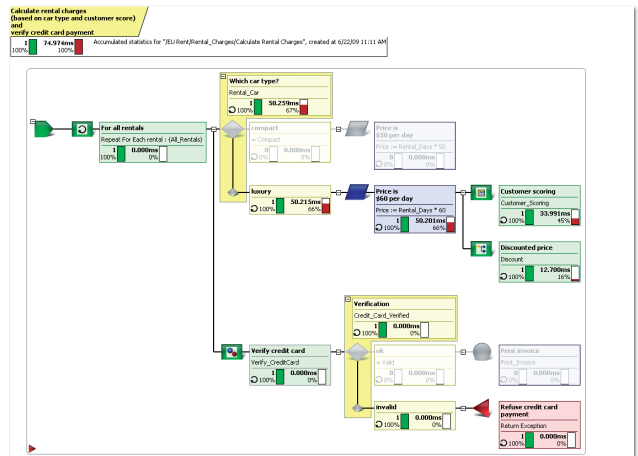 Calculate rental charges
(based on car type and customer score)
and
verify credit card payment
1 74.974ms
100% 100%
Accumulated statistics for "/EU Rent/Rental_Charges/Calculate Rental Charges", created at 6/22/09 11:11 AM
Which car type?
Rental_Car
1 50.259ms
100% 67%
For all rentals
Repeat For Each rental : {All_Rentals}
1 0.000ms
100% 0%
compact
= Compact
0 0.000ms
0% 0%
Price is
$50 per day
Price := Rental_Days * 50
0 0.000ms
0% 0%
luxury
1 50.215ms
100% 66%
Price is
$60 per day
Price := Rental_Days * 60
1 50.201ms
100% 66%
Customer scoring
Customer_Scoring
1 33.991ms
100% 45%
Discounted price
Discount
1 12.700ms
100% 16%
Verification
Credit_Card_Verified
1 0.000ms
100% 0%
Verify credit card
Verify_CreditCard
1 0.000ms
100% 0%
ok
= Valid
0 0.000ms
0% 0%
Print invoice
Print_Invoice
0 0.000ms
0% 0%
invalid
1 0.000ms
100% 0%
Refuse credit card
payment
Return Exception
1 0.000ms
100% 0%